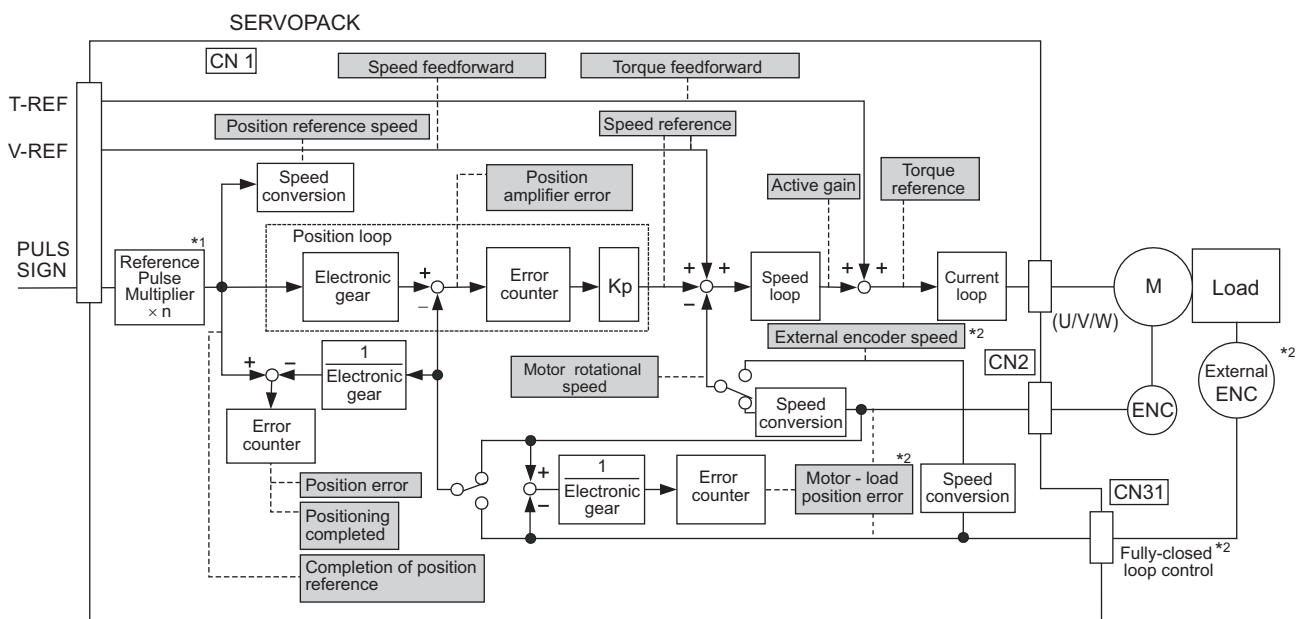 SERVOPACK
CN 1
Speed feedforward
Torque feedforward
T-REF
Position reference speed
Speed reference
V-REF
Speed
conversion
Position
amplifier error
Active gain
Torque
reference
PULS
SIGN
*1
Reference
Pulse
Multiplier
× n
Position loop
Electronic
gear
+
−
Error
counter
Kp
+
+
−
Speed
loop
+
+
Current
loop
M
Load
(U/V/W)
External encoder speed
*2
CN2
*2
External
ENC
+
−
1
Electronic
gear
Motor rotational
speed
Speed
conversion
ENC
Error
counter
Position error
Positioning
completed
Completion of position
reference
+
−
1
Electronic
gear
Error
counter
*2
Motor - load
position error
Speed
conversion
CN31
Fully-closed *2
loop control